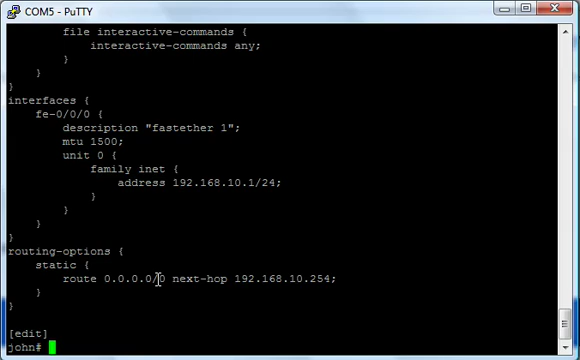 COM5 - PuTTY
file interactive-commands {
interactive-commands any;
}
}
}
interfaces {
fe-0/0/0 {
description "fastether 1";
mtu 1500;
unit 0 {
family inet {
address 192.168.10.1/24;
}
}
}
}
routing-options {
static {
route 0.0.0.0/0 next-hop 192.168.10.254;
}
}
[edit]
john#